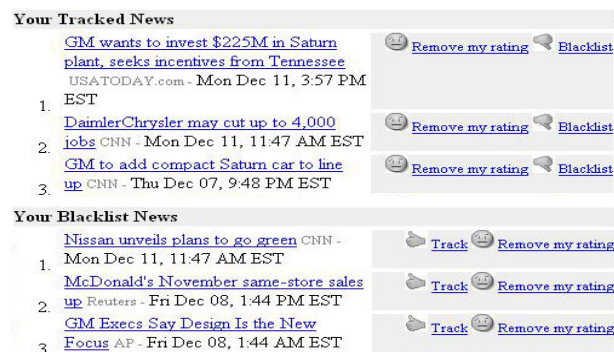 Your Tracked News
GM wants to invest $225M in Saturn
plant, seeks incentives from Tennessee
USATODAY.com - Mon Dec 11, 3:57 PM
1. EST
Remove my rating Blacklist
DaimlerChrysler may cut up to 4,000
2. jobs CNN - Mon Dec 11, 11:47 AM EST
Remove my rating Blacklist
GM to add compact Saturn car to line
3. up CNN - Thu Dec 07, 9:48 PM EST
Remove my rating Blacklist
Your Blacklist News
Nissan unveils plans to go green CNN -
1. Mon Dec 11, 11:47 AM EST
Track Remove my rating
McDonald's November same-store sales
2. up Reuters - Fri Dec 08, 1:44 PM EST
Track Remove my rating
GM Execs Say Design Is the New
3. Focus AP - Fri Dec 08, 1:44 AM EST
Track Remove my rating